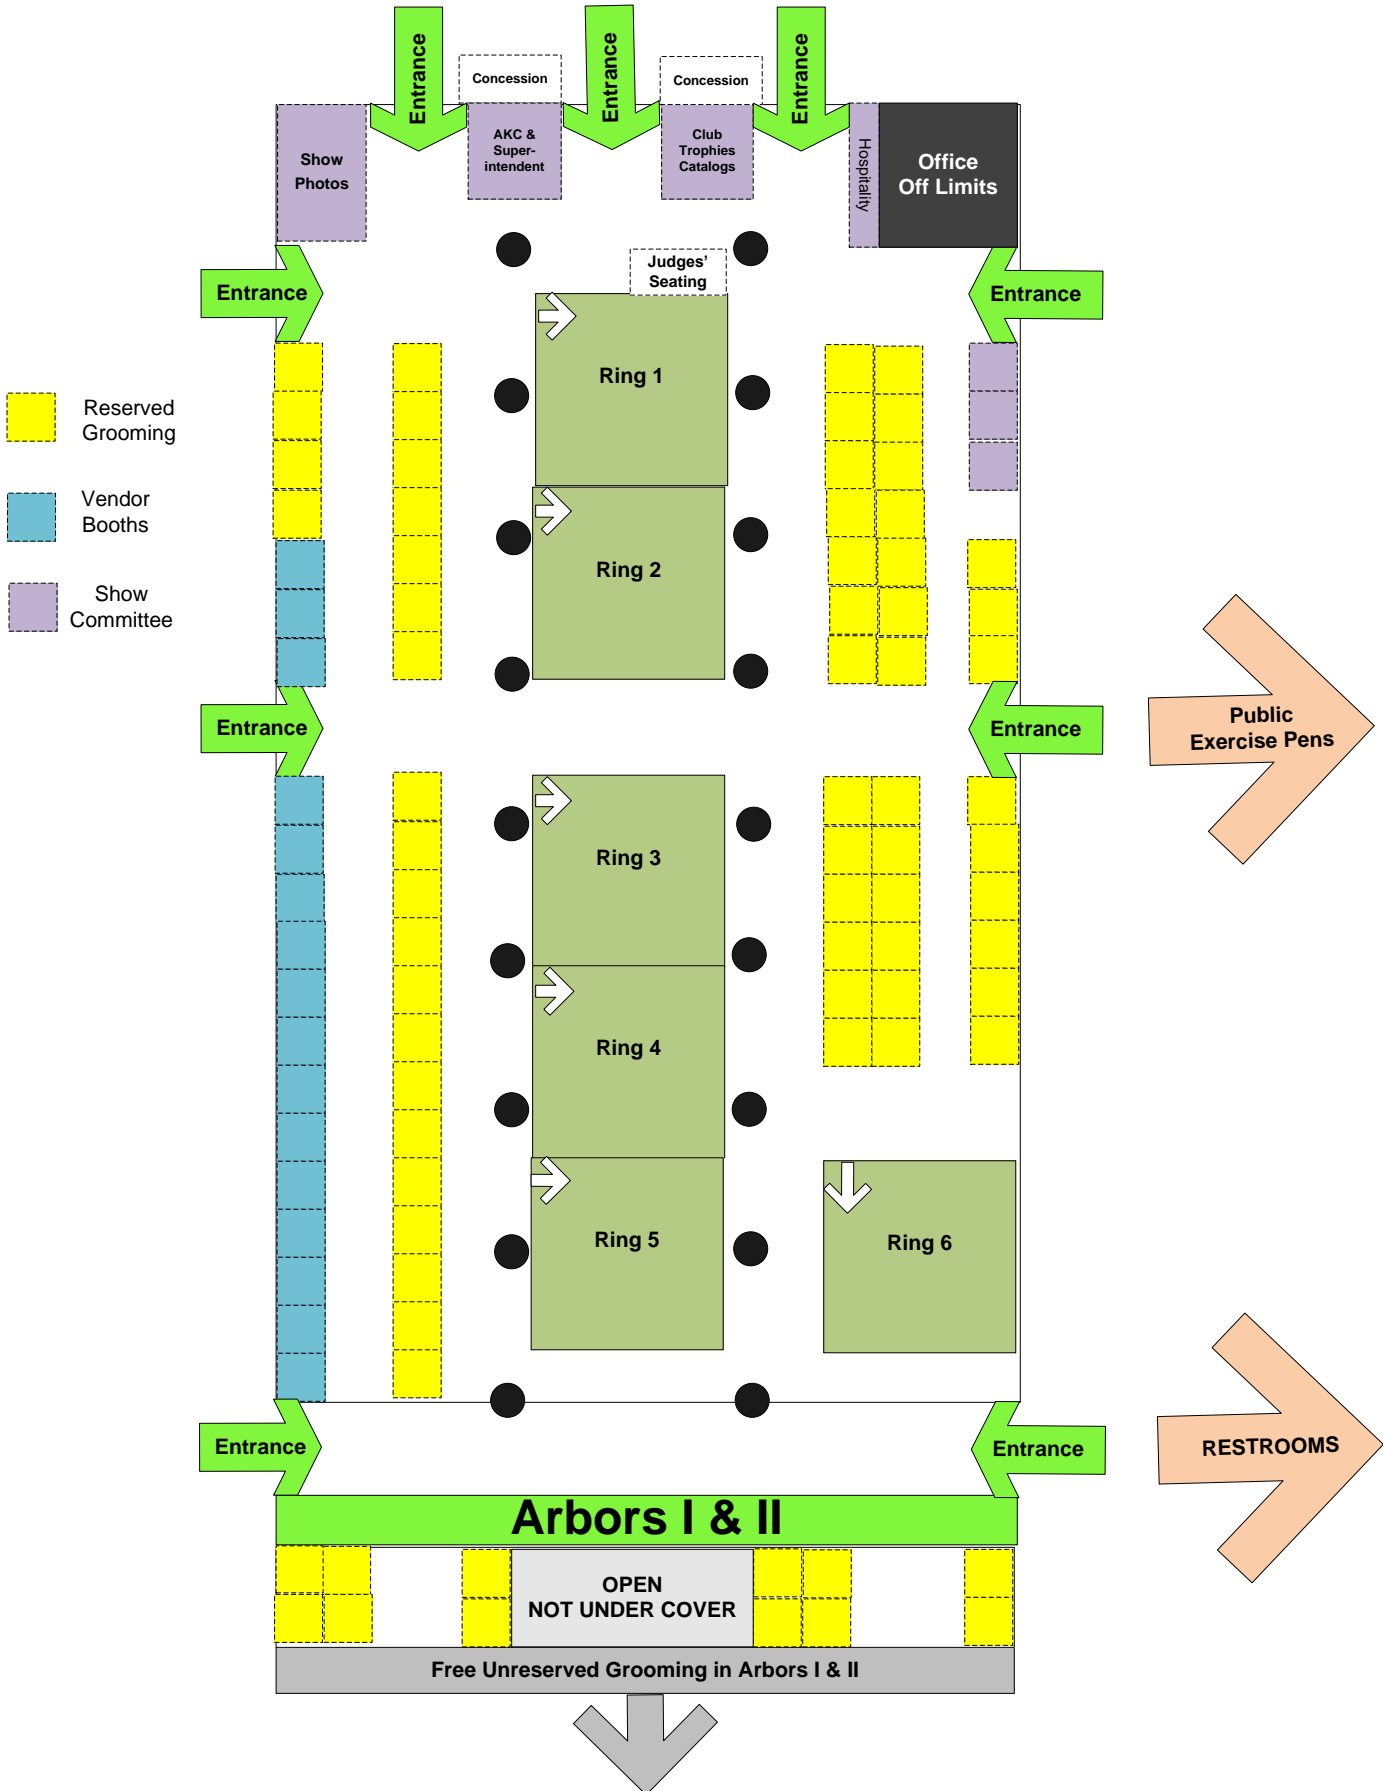 Entrance
Entrance
Entrance
Concession
Concession
Show
Photos
AKC &
Super-
intendent
Club
Trophies
Catalogs
Hospitality
Office
Off Limits
Judges'
Seating
Entrance
Entrance
Ring 1
Reserved
Grooming
Vendor
Booths
Ring 2
Show
Committee
Entrance
Entrance
Public
Exercise Pens
Ring 3
Ring 4
Ring 5
Ring 6
Entrance
Entrance
RESTROOMS
Arbors I & II
OPEN
NOT UNDER COVER
Free Unreserved Grooming in Arbors I & II